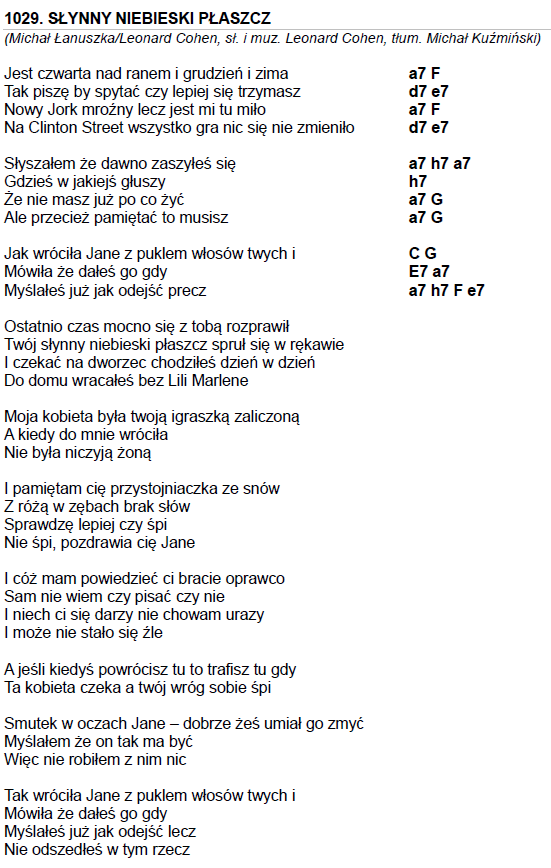 1029. SŁYNNY NIEBIESKI PŁASZCZ
(Michał Łanuszka/Leonard Cohen, sł. i muz. Leonard Cohen, tłum. Michał Kuźmiński)
Jest czwarta nad ranem i grudzień i zima a7 F
Tak piszę by spytać czy lepiej się trzymasz d7 e7
Nowy Jork mroźny lecz jest mi tu miło a7 F
Na Clinton Street wszystko gra nic się nie zmieniło d7 e7
Słyszałem że dawno zaszyłeś się a7 h7 a7
Gdzieś w jakiejś głuszy h7
Że nie masz już po co żyć a7 G
Ale przecież pamiętać to musisz a7 G
Jak wróciła Jane z puklem włosów twych i C G
Mówiła że dałeś go gdy E7 a7
Myślałeś już jak odejść precz a7 h7 F e7
Ostatnio czas mocno się z tobą rozprawił
Twój słynny niebieski płaszcz spruł się w rękawie
I czekać na dworzec chodziłeś dzień w dzień
Do domu wracałeś bez Lili Marlene
Moja kobieta była twoją igraszką zaliczoną
A kiedy do mnie wróciła
Nie była niczyją żoną
I pamiętam cię przystojniaczka ze snów
Z różą w zębach brak słów
Sprawdzę lepiej czy śpi
Nie śpi, pozdrawia cię Jane
I cóż mam powiedzieć ci bracie oprawco
Sam nie wiem czy pisać czy nie
I niech ci się darzy nie chowam urazy
I może nie stało się źle
A jeśli kiedyś powrócisz tu to trafisz tu gdy
Ta kobieta czeka a twój wróg sobie śpi
Smutek w oczach Jane – dobrze żeś umiał go zmyć
Myślałem że on tak ma być
Więc nie robiłem z nim nic
Tak wróciła Jane z puklem włosów twych i
Mówiła że dałeś go gdy
Myślałeś już jak odejść lecz
Nie odszedłeś w tym rzecz